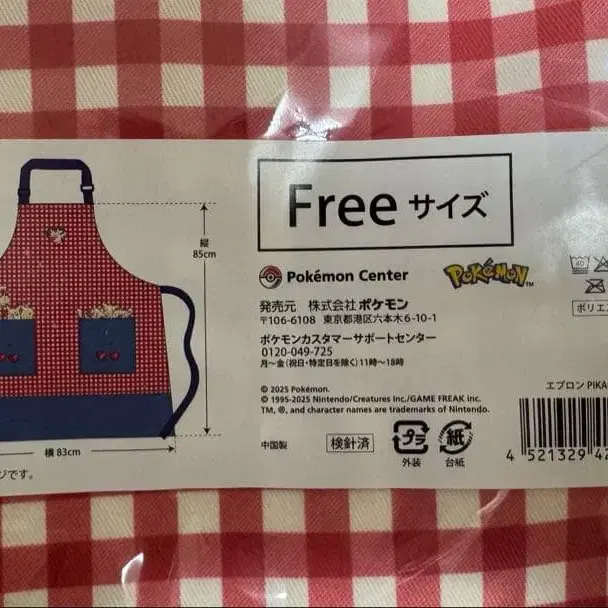 Free サイズ
縦
85cm
Pokémon Center
POKÉMON™
発売元 株式会社ポケモン
〒106-6108 東京都港区六本木6-10-1
ポケモンカスタマーサポートセンター
0120-049-725
月〜金(祝日・特定日を除く)11時〜18時
© 2025 Pokémon.
© 1995-2025 Nintendo/Creatures Inc./GAME FREAK inc.
TM, ®, and character names are trademarks of Nintendo.
エプロン PIKA
中国製
検針済
プラ
外装
紙
台紙
4 521329 42
横 83cm
ジです。
40
ポリエ